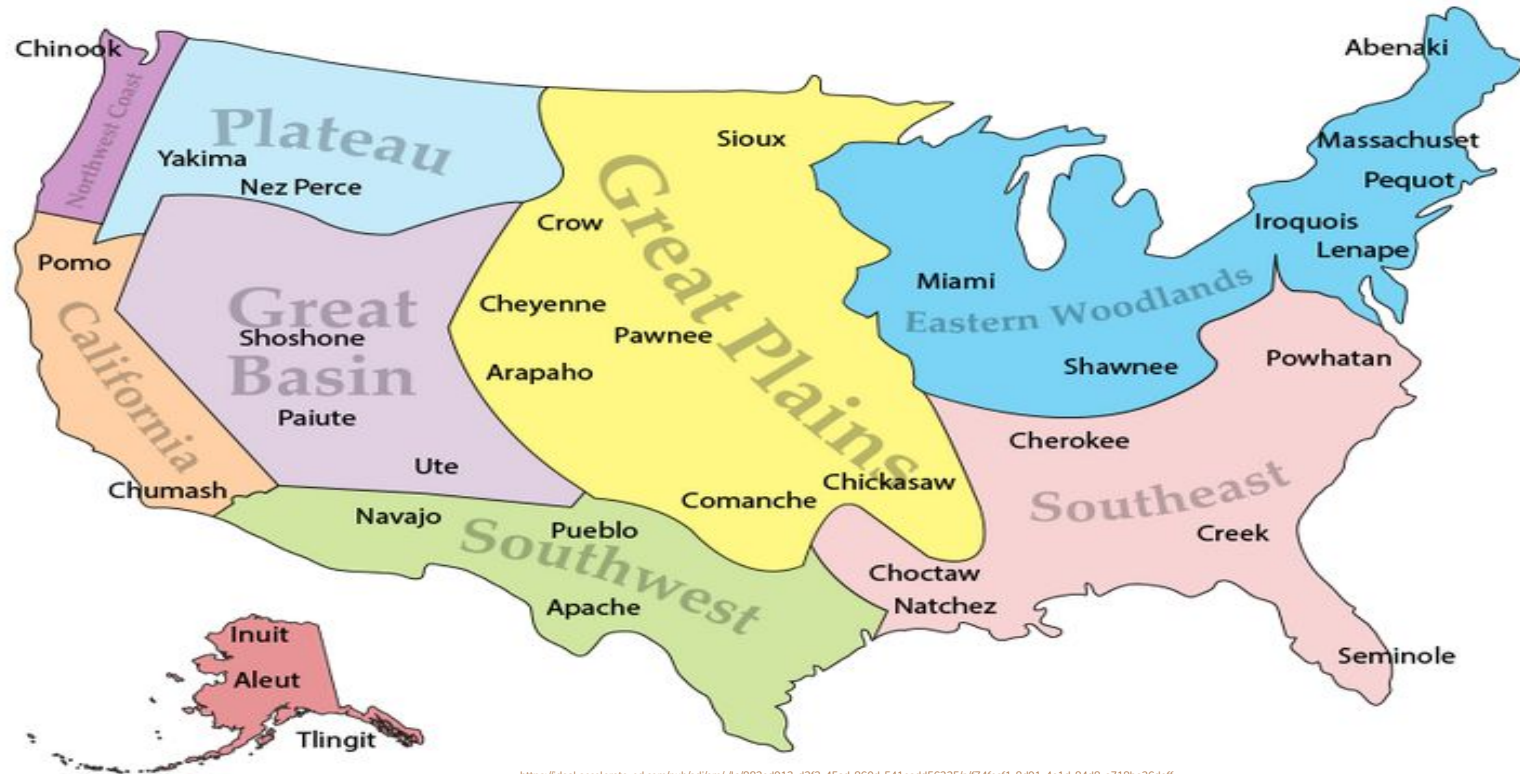 Chinook
Northwest Coast
Plateau
Yakima
Nez Perce
Pomo
California
Chumash
Great
Basin
Shoshone
Paiute
Ute
Sioux
Crow
Great Plains
Cheyenne
Pawnee
Arapaho
Comanche
Chickasaw
Abenaki
Massachuset
Pequot
Iroquois
Lenape
Miami
Eastern Woodlands
Shawnee
Powhatan
Cherokee
Southeast
Creek
Choctaw
Natchez
Seminole
Navajo
Pueblo
Southwest
Apache
Inuit
Aleut
Tlingit